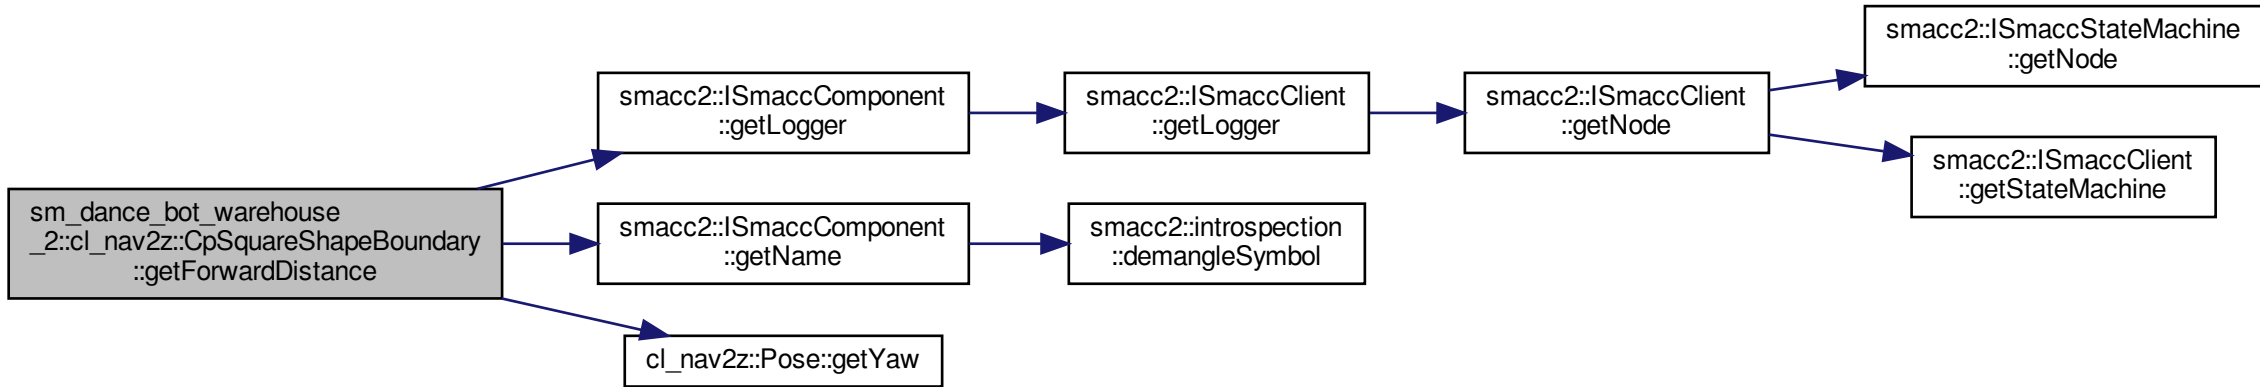 sm_dance_bot_warehouse
_2::cl_nav2z::CpSquareShapeBoundary
::getForwardDistance
smacc2::ISmaccComponent
::getLogger
smacc2::ISmaccClient
::getLogger
smacc2::ISmaccClient
::getNode
smacc2::ISmaccStateMachine
::getNode
smacc2::ISmaccClient
::getStateMachine
smacc2::ISmaccComponent
::getName
smacc2::introspection
::demangleSymbol
cl_nav2z::Pose::getYaw